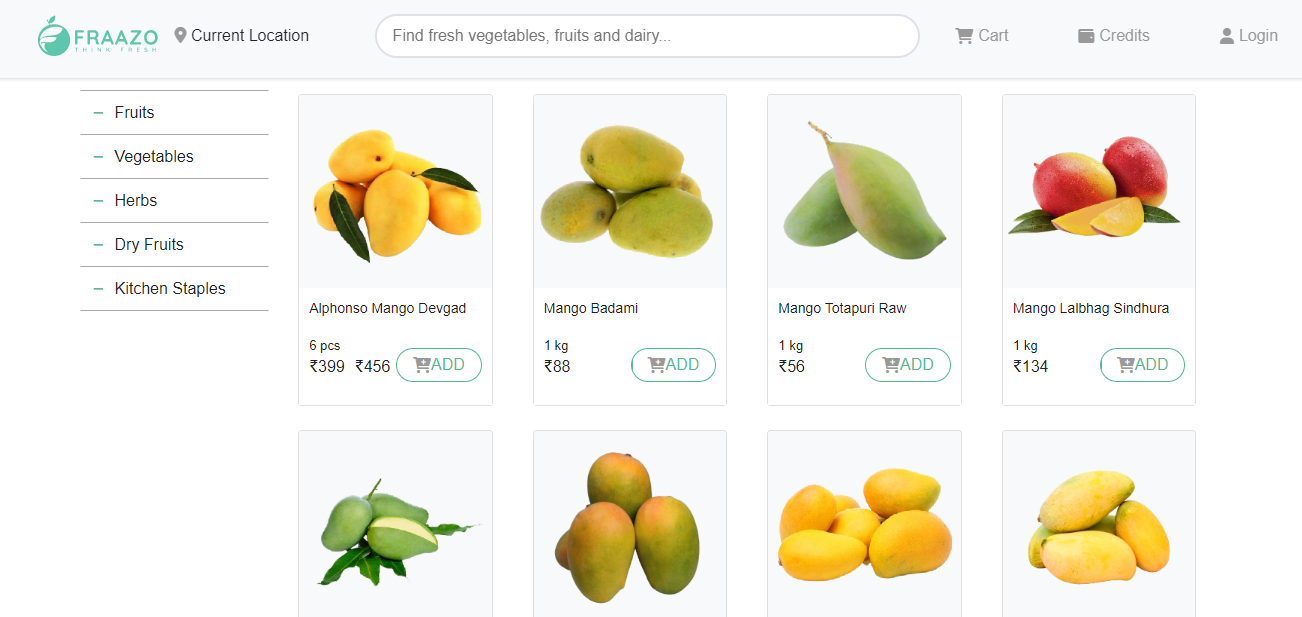 FRAAZO
THINK FRESH
Current Location
Find fresh vegetables, fruits and dairy...
Cart
Credits
Login
Fruits
Vegetables
Herbs
Dry Fruits
Kitchen Staples
Alphonso Mango Devgad
6 pcs
₹399 ₹456 ADD
Mango Badami
1 kg
₹88 ADD
Mango Totapuri Raw
1 kg
₹56 ADD
Mango Lalbhag Sindhura
1 kg
₹134 ADD